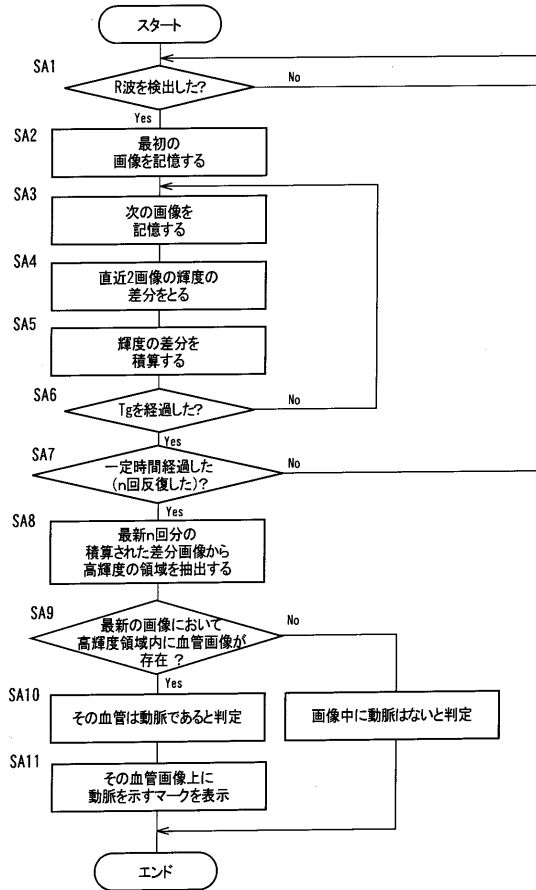 スタート
SA1
R波を検出した?
No
Yes
SA2
最初の
画像を記憶する
SA3
次の画像を
記憶する
SA4
直近2画像の輝度の
差分をとる
SA5
輝度の差分を
積算する
SA6
Tgを経過した?
No
Yes
SA7
一定時間経過した
(n回反復した)?
No
Yes
SA8
最新n回分の
積算された差分画像から
高輝度の領域を抽出する
SA9
最新の画像において
高輝度領域内に血管画像が
存在 ?
No
Yes
SA10
その血管は動脈であると判定
画像中に動脈はないと判定
SA11
その血管画像上に
動脈を示すマークを表示
エンド